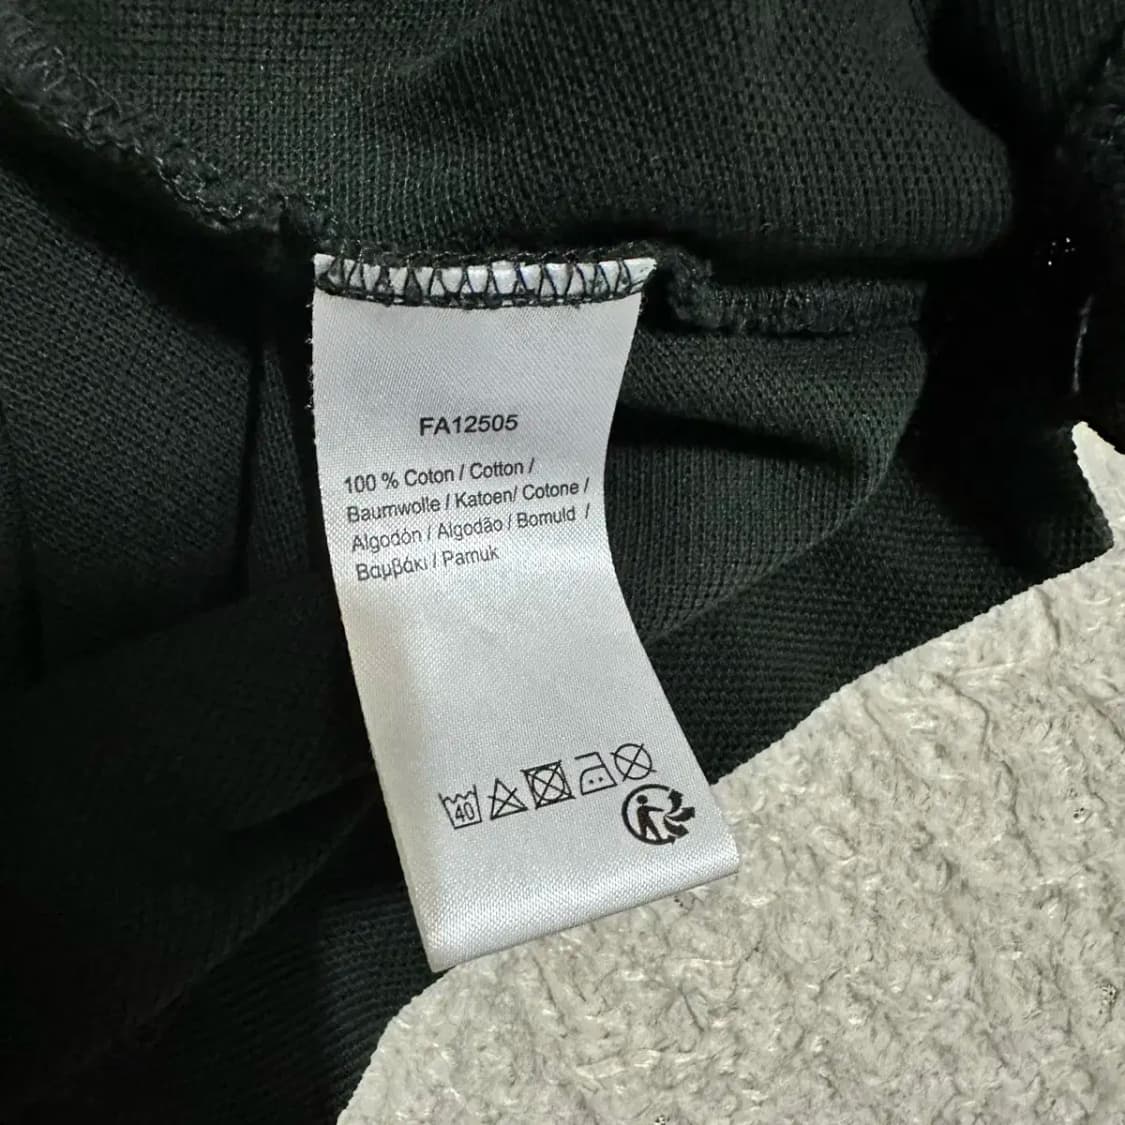 FA12505
100 % Coton / Cotton /
Baumwolle / Katoen/ Cotone /
Algodón / Algodão / Bomuld /
Βαμβάκι / Pamuk
40